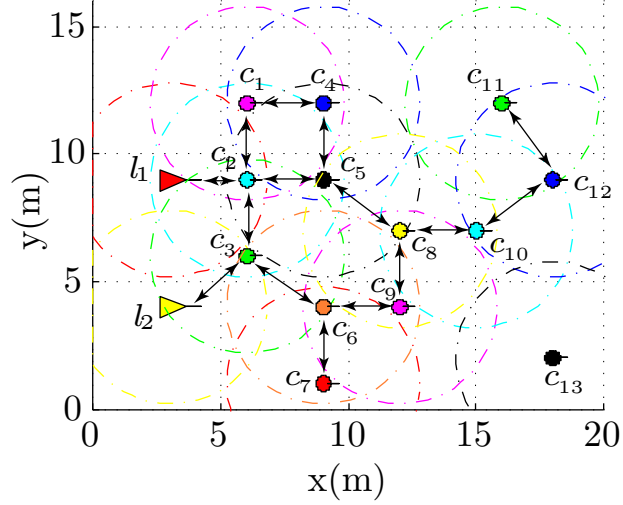 15
10
5
0
y(m)
c₁ c₄ c₁₁
l₁ c₂ c₅ c₁₂
c₃ c₈ c₁₀
l₂ c₉
c₆
c₇ c₁₃
0 5 10 15 20
x(m)